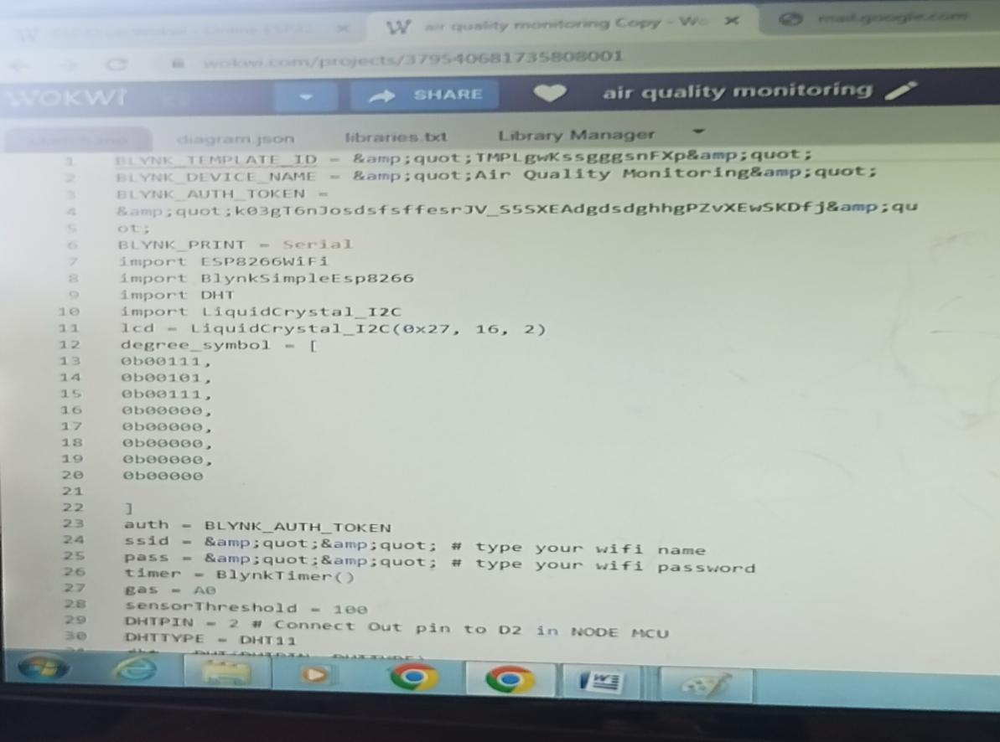 air quality monitoring Copy - Wo
mail.google.com
wokwi.com/projects/379540681735808001
WOKWI
SHARE
air quality monitoring
diagram.json
libraries.txt
Library Manager
1 BLYNK_TEMPLATE_ID = &amp;quot;TMPLgwKssgggsnFXp&amp;quot;
2 BLYNK_DEVICE_NAME = &amp;quot;Air Quality Monitoring&amp;quot;
3 BLYNK_AUTH_TOKEN =
4 &amp;quot;k03gT6nJosdsfsffesrJV_S5SXEAdgdsdghhgPZvXEwSKDfj&amp;qu
5 ot;
6 BLYNK_PRINT = Serial
7 import ESP8266WiFi
8 import BlynkSimpleEsp8266
9 import DHT
10 import LiquidCrystal_I2C
11 lcd = LiquidCrystal_I2C(0x27, 16, 2)
12 degree_symbol = [
13 0b00111,
14 0b00101,
15 0b00111,
16 0b00000,
17 0b00000,
18 0b00000,
19 0b00000,
20 0b00000
21
22 ]
23 auth = BLYNK_AUTH_TOKEN
24 ssid = &amp;quot;&amp;quot; # type your wifi name
25 pass = &amp;quot;&amp;quot; # type your wifi password
26 timer = BlynkTimer()
27 gas = A0
28 sensorThreshold = 100
29 DHTPIN = 2 # Connect Out pin to D2 in NODE MCU
30 DHTTYPE = DHT11